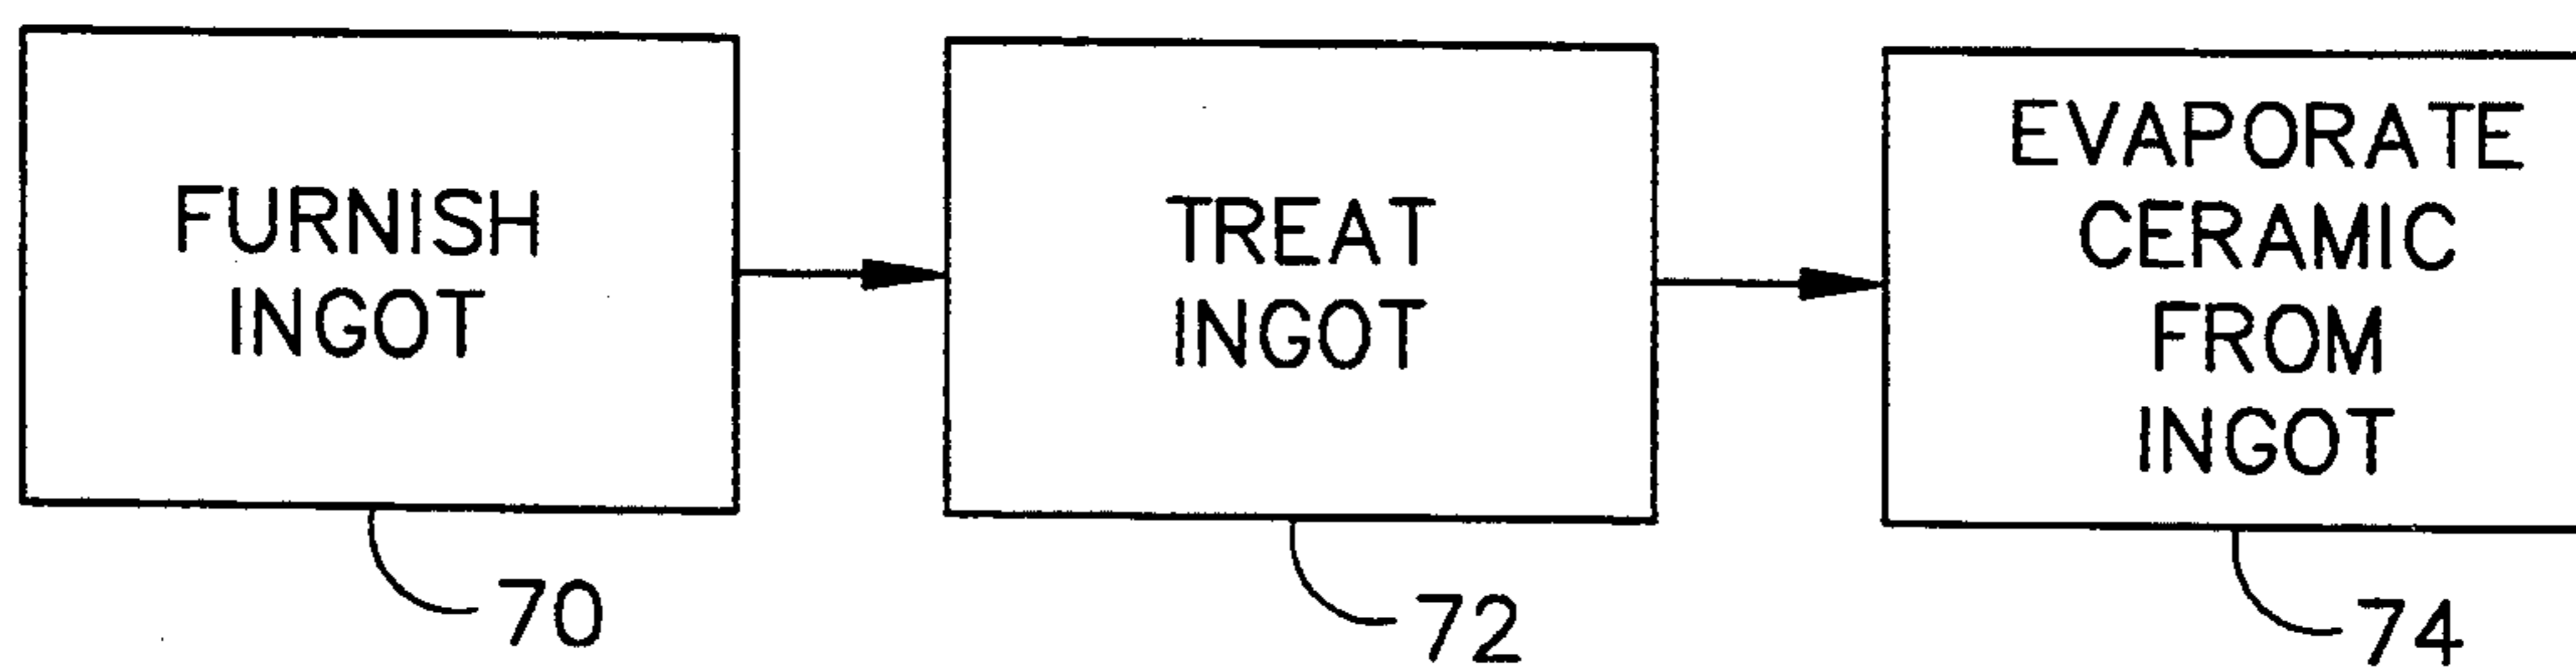 FURNISH
INGOT
TREAT
INGOT
EVAPORATE
CERAMIC
FROM
INGOT
70
72
74